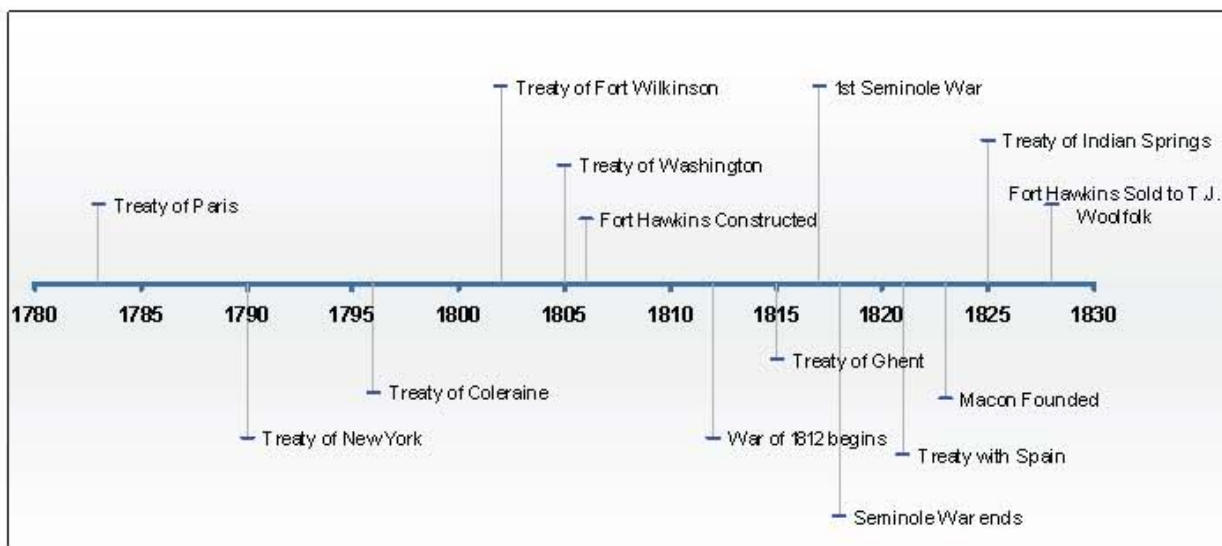 Treaty of Fort Wilkinson
1st Seminole War
Treaty of Indian Springs
Treaty of Washington
Fort Hawkins Sold to T.J.
Woolfolk
Treaty of Paris
Fort Hawkins Constructed
1780 1785 1790 1795 1800 1805 1810 1815 1820 1825 1830
Treaty of Ghent
Treaty of Coleraine
Macon Founded
Treaty of New York
War of 1812 begins
Treaty with Spain
Seminole War ends